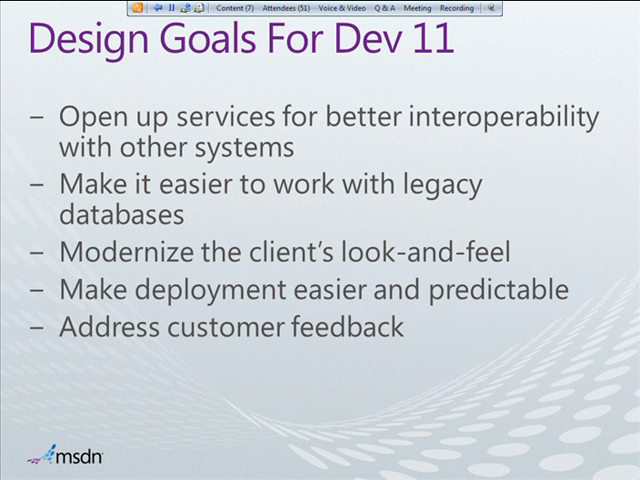 Content (7) Attendees (51) Voice & Video Q & A Meeting Recording
Design Goals For Dev 11
– Open up services for better interoperability
with other systems
– Make it easier to work with legacy
databases
– Modernize the client’s look-and-feel
– Make deployment easier and predictable
– Address customer feedback
msdn